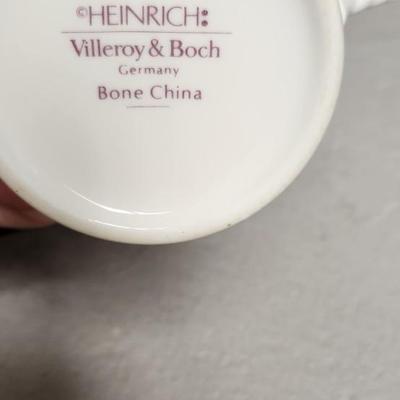 ©HEINRICH
Villeroy & Boch
Germany
Bone China